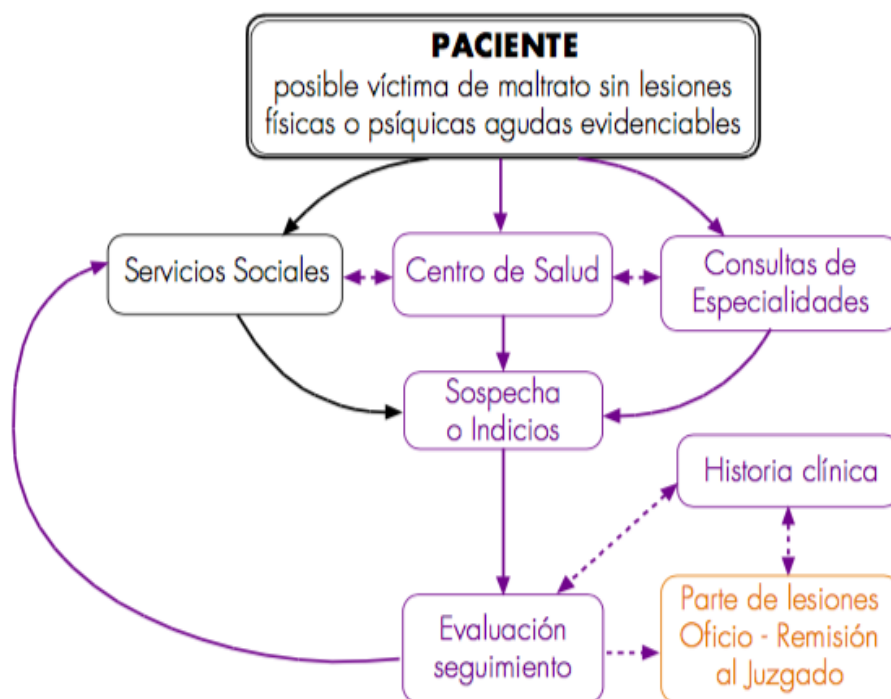 PACIENTE
posible víctima de maltrato sin lesiones
físicas o psíquicas agudas evidenciables
Servicios Sociales
Centro de Salud
Consultas de
Especialidades
Sospecha
o Indicios
Historia clínica
Evaluación
seguimiento
Parte de lesiones
Oficio - Remisión
al Juzgado